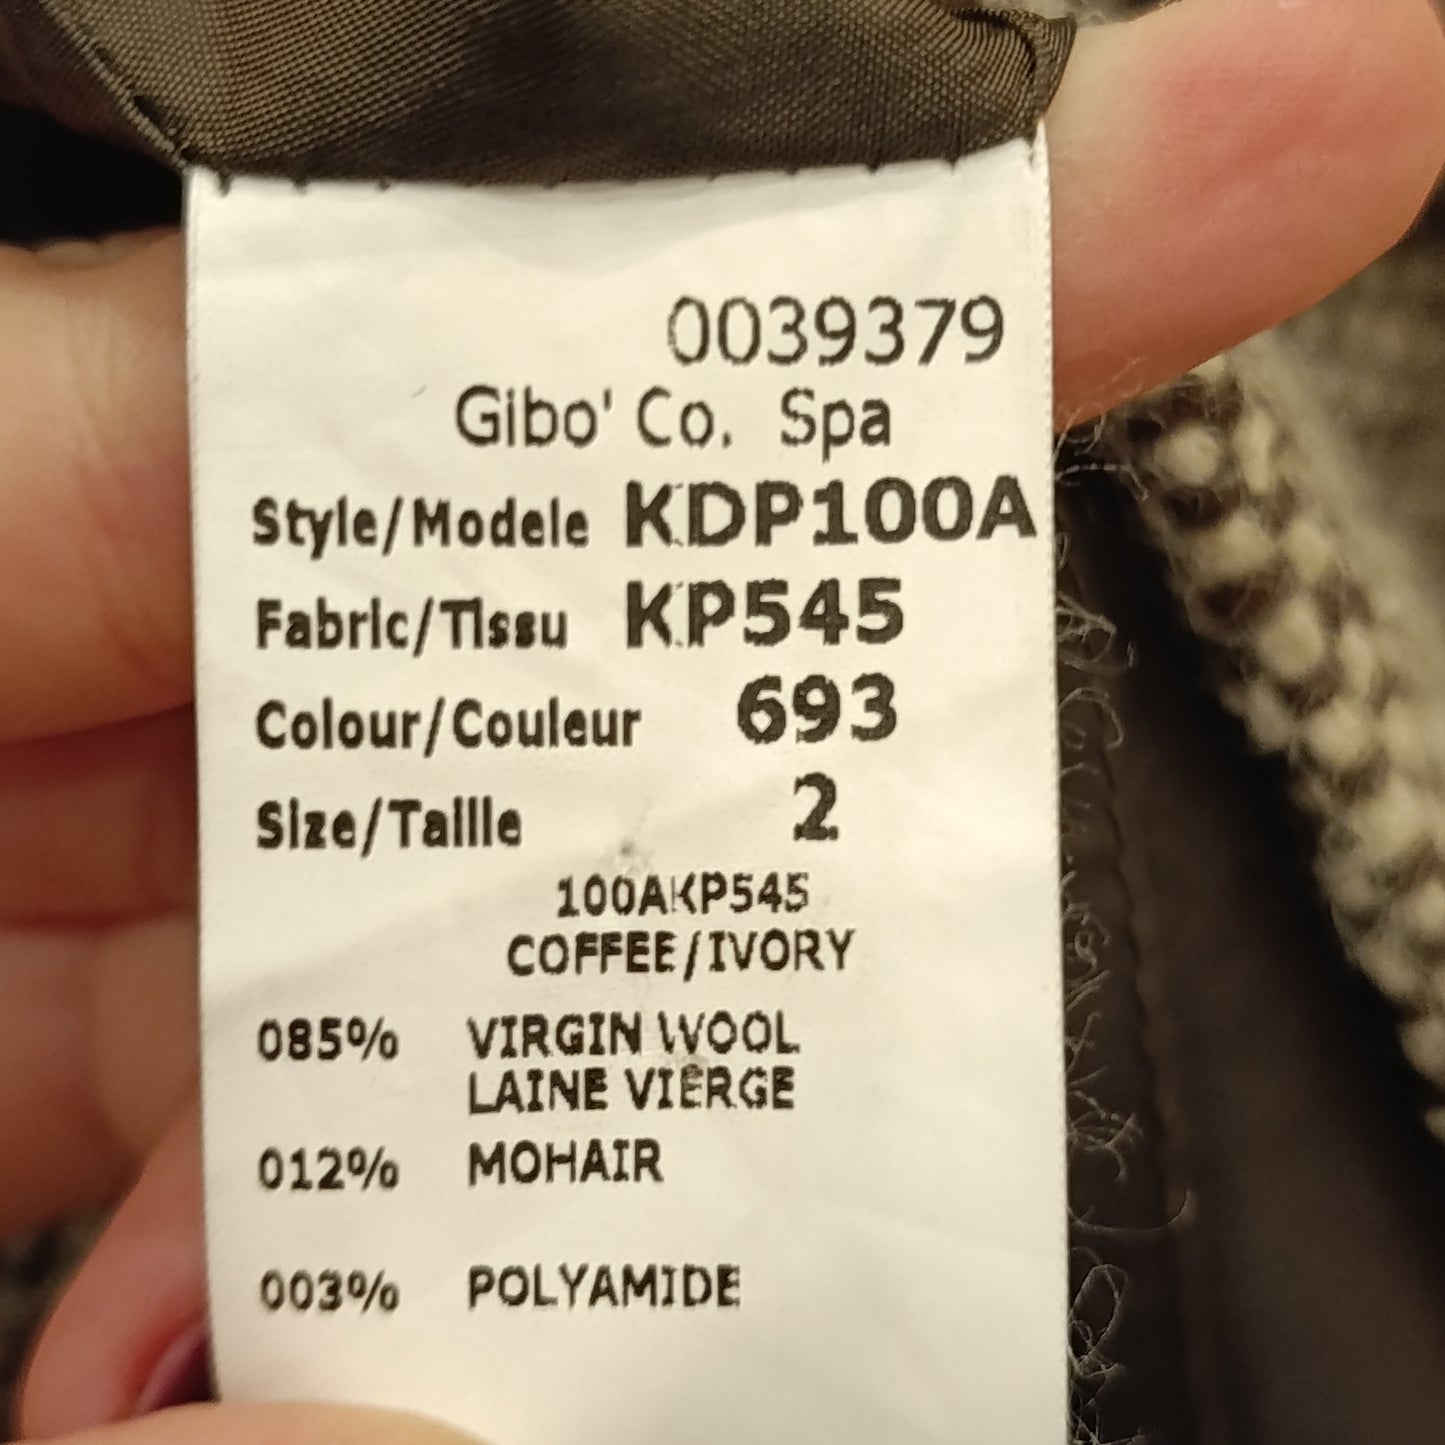 0039379
Gibo' Co. Spa
Style/Modele KDP100A
Fabric/Tissu KP545
Colour/Couleur 693
Size/Taille 2
100AKP545
COFFEE/IVORY
085% VIRGIN WOOL
LAINE VIERGE
012% MOHAIR
003% POLYAMIDE